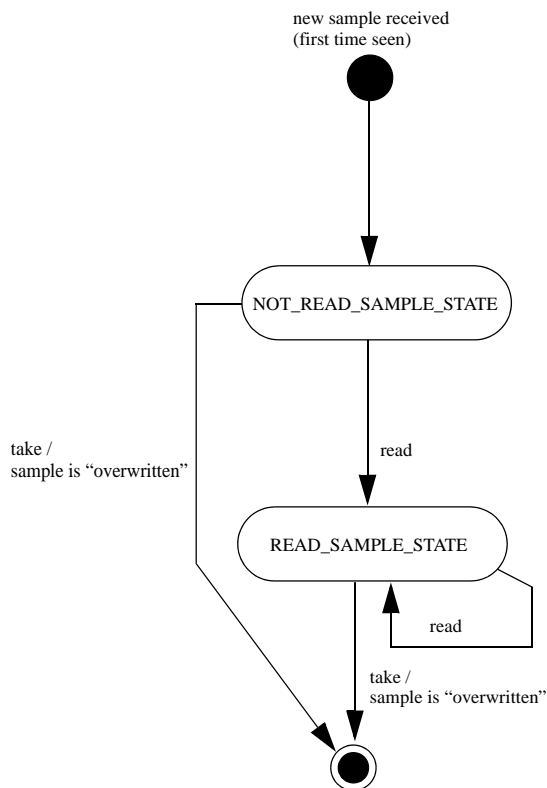 new sample received
(first time seen)
NOT_READ_SAMPLE_STATE
take /
sample is “overwritten”
read
READ_SAMPLE_STATE
read
take /
sample is “overwritten”